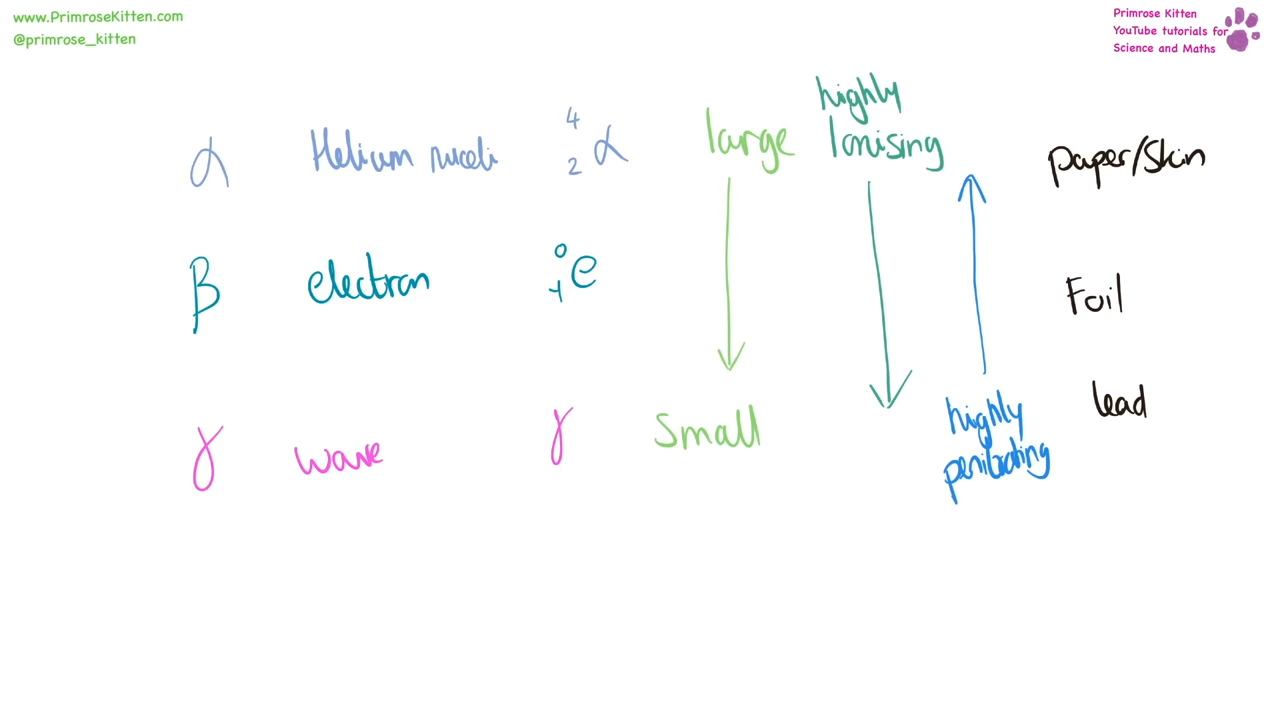 www.PrimroseKitten.com
@primrose_kitten
Primrose Kitten
YouTube tutorials for
Science and Maths
α Helium nuceli 4 2 α large highly Ionising paper/skin
β electron 0 -1 e Foil
γ wave γ small highly penitrating lead